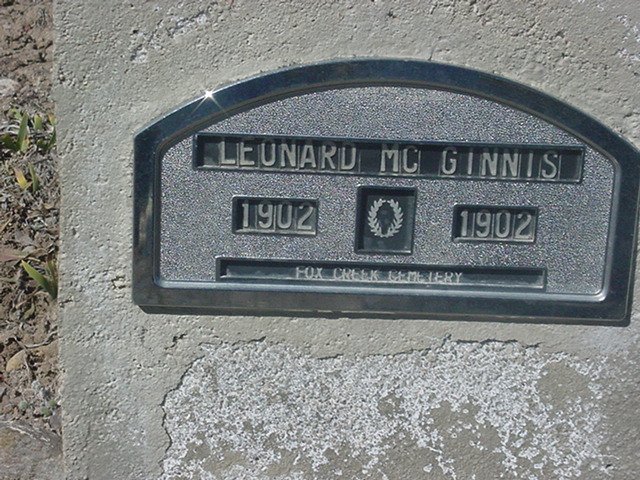 LEONARD MC GINNIS
1902 1902
FOX CREEK CEMETERY